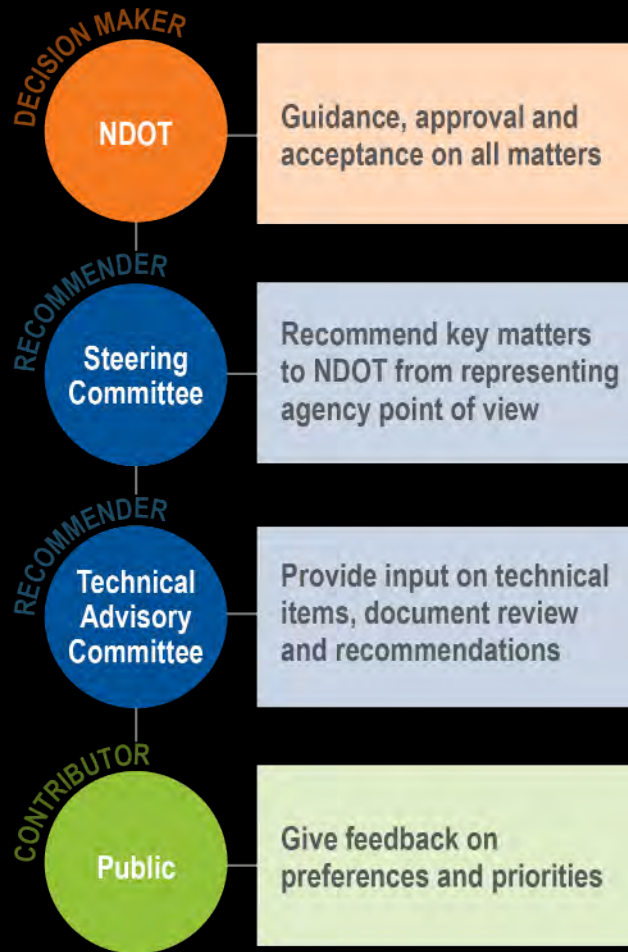 DECISION MAKER
NDOT
Guidance, approval and
acceptance on all matters
RECOMMENDER
Steering
Committee
Recommend key matters
to NDOT from representing
agency point of view
RECOMMENDER
Technical
Advisory
Committee
Provide input on technical
items, document review
and recommendations
CONTRIBUTOR
Public
Give feedback on
preferences and priorities